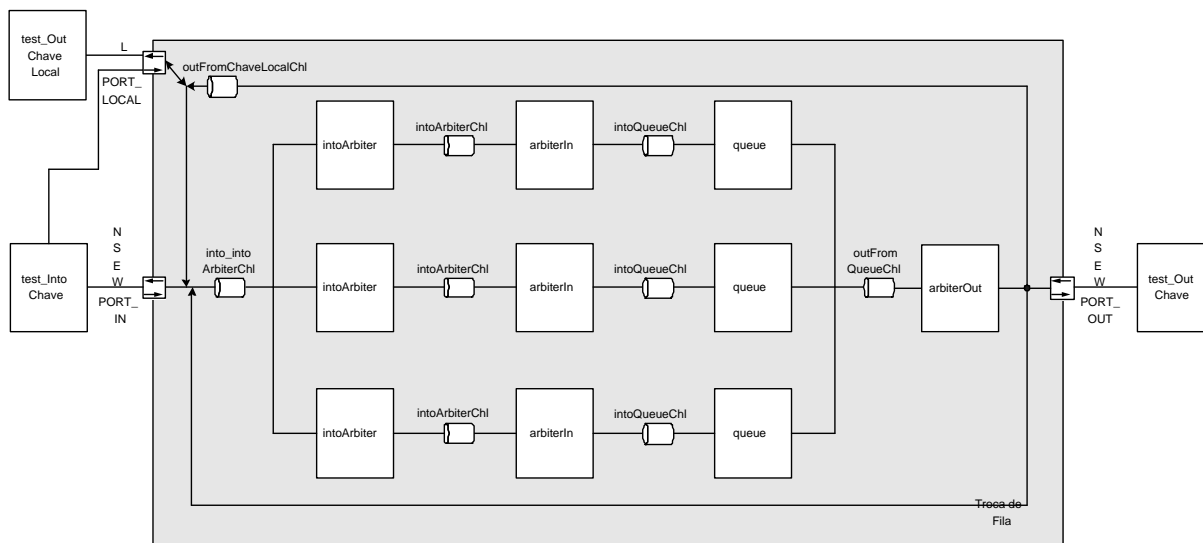 test_Out
Chave
Local
L
PORT_
LOCAL
outFromChaveLocalChl
intoArbiter
intoArbiterChl
arbiterIn
intoQueueChl
queue
test_Into
Chave
N
S
E
W
PORT_
IN
into_into
ArbiterChl
intoArbiter
intoArbiterChl
arbiterIn
intoQueueChl
queue
outFrom
QueueChl
arbiterOut
N
S
E
W
PORT_
OUT
test_Out
Chave
intoArbiter
intoArbiterChl
arbiterIn
intoQueueChl
queue
Troca de
Fila